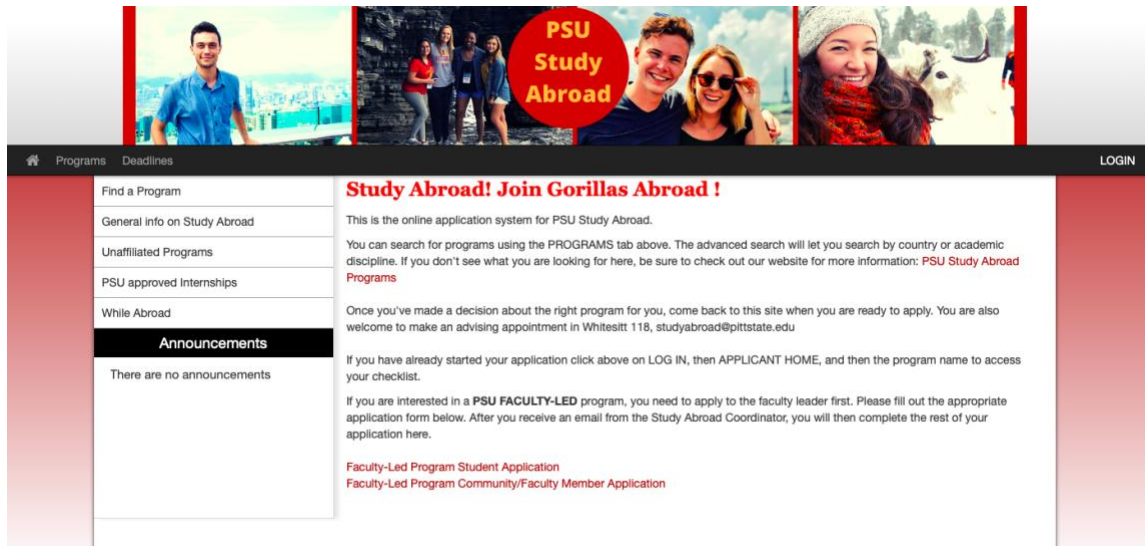 PSU
Study
Abroad
Programs Deadlines
LOGIN
Find a Program
General info on Study Abroad
Unaffiliated Programs
PSU approved Internships
While Abroad
Announcements
There are no announcements
Study Abroad! Join Gorillas Abroad !
This is the online application system for PSU Study Abroad.
You can search for programs using the PROGRAMS tab above. The advanced search will let you search by country or academic
discipline. If you don't see what you are looking for here, be sure to check out our website for more information: PSU Study Abroad
Programs
Once you've made a decision about the right program for you, come back to this site when you are ready to apply. You are also
welcome to make an advising appointment in Whitesitt 118, studyabroad@pittstate.edu
If you have already started your application click above on LOG IN, then APPLICANT HOME, and then the program name to access
your checklist.
If you are interested in a PSU FACULTY-LED program, you need to apply to the faculty leader first. Please fill out the appropriate
application form below. After you receive an email from the Study Abroad Coordinator, you will then complete the rest of your
application here.
Faculty-Led Program Student Application
Faculty-Led Program Community/Faculty Member Application